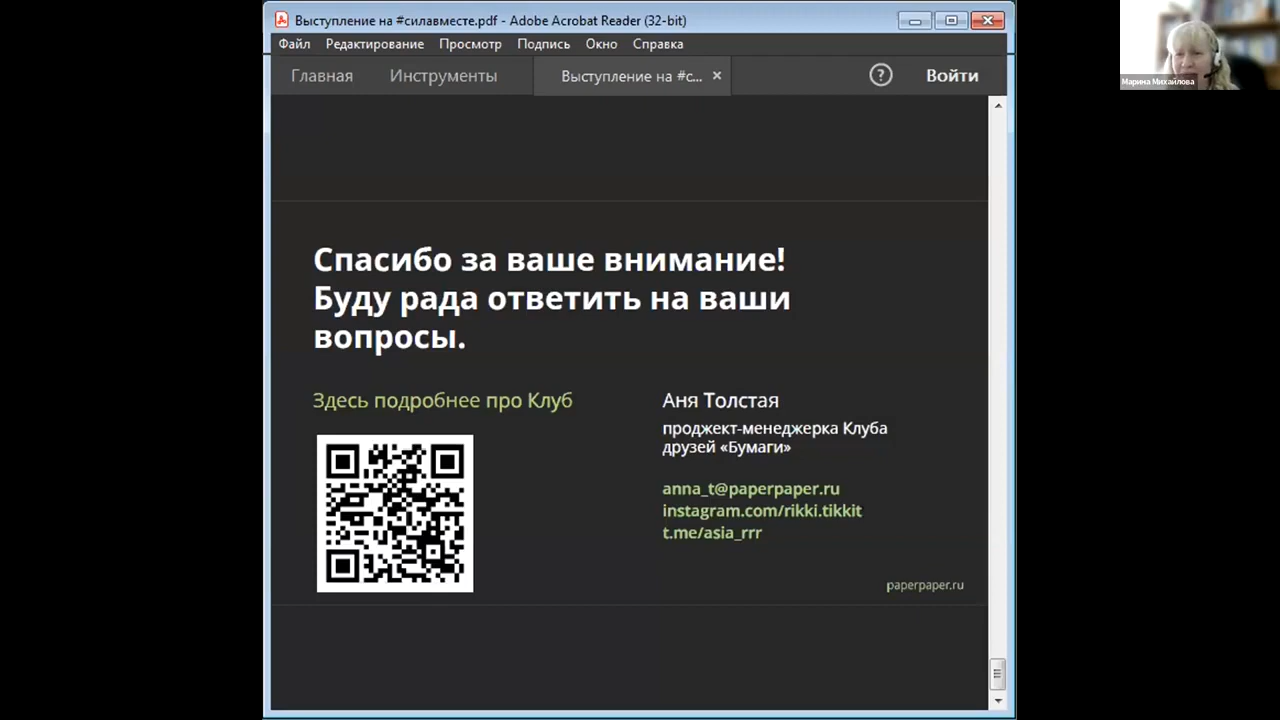 Выступление на #силавместе.pdf - Adobe Acrobat Reader (32-bit)
Файл Редактирование Просмотр Подпись Окно Справка
Главная Инструменты Выступление на #с... × ? Войти
Марина Михайлова
Спасибо за ваше внимание!
Буду рада ответить на ваши
вопросы.
Здесь подробнее про Клуб
Аня Толстая
проджект-менеджерка Клуба
друзей «Бумаги»
anna_t@paperpaper.ru
instagram.com/rikki.tikkit
t.me/asia_rrr
paperpaper.ru